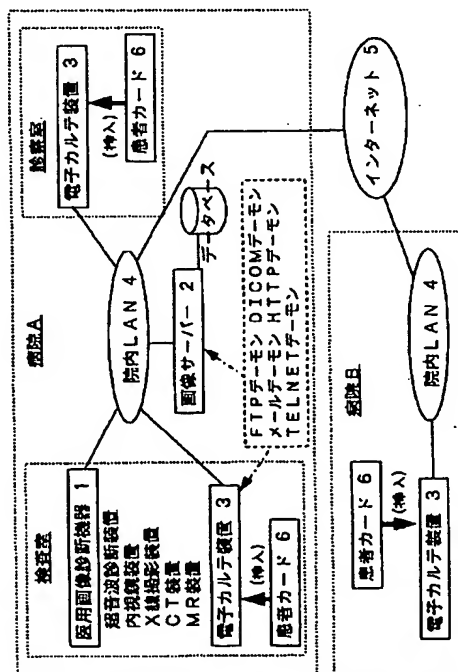 病院A
検査室
医用画像診断機器 1
超音波診断装置
内視鏡装置
X線撮影装置
CT装置
MR装置
電子カルテ装置 3
(挿入)
患者カード 6
院内LAN 4
画像サーバー 2
データベース
FTPデーモン DICOMデーモン
メールデーモン HTTPデーモン
TELNETデーモン
診察室
電子カルテ装置 3
(挿入)
患者カード 6
インターネット 5
病院B
患者カード 6
(挿入)
電子カルテ装置 3
院内LAN 4